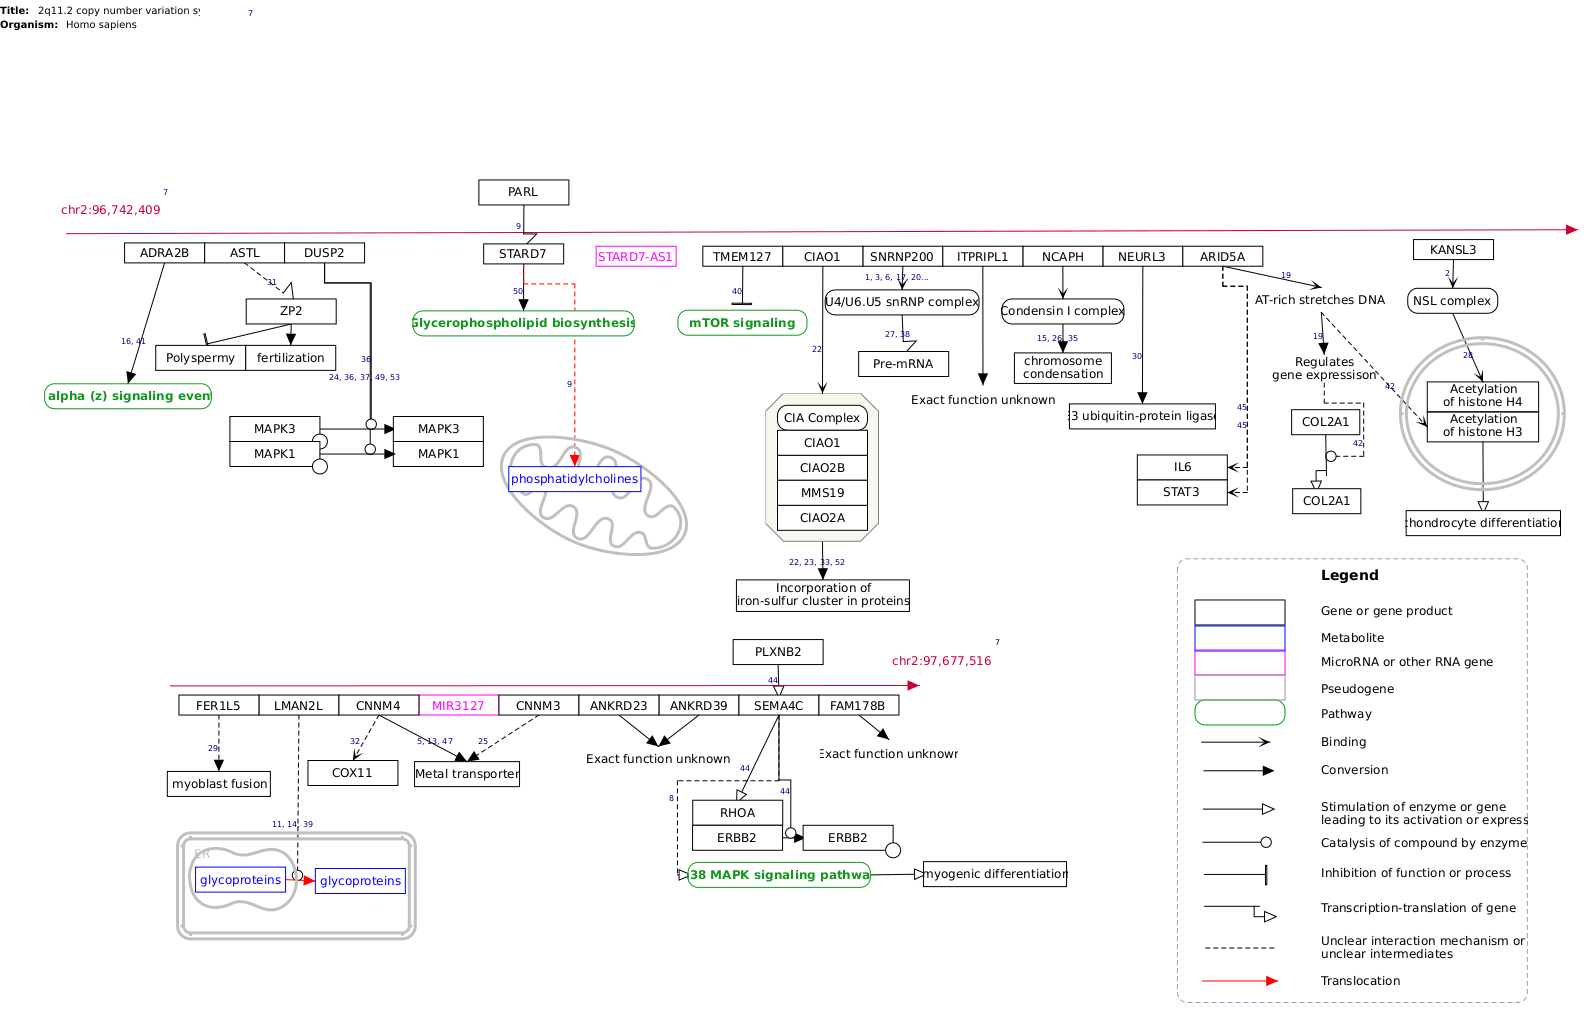 Title: 2q11.2 copy number variation sy
7
Organism: Homo sapiens
PARL
7
chr2:96,742,409
9
ADRA2B
ASTL
DUSP2
STARD7
STARD7-AS1
TMEM127
CIAO1
SNRNP200
ITPRIPL1
NCAPH
NEURL3
ARID5A
KANSL3
31
50
40
1, 3, 6, 17, 20...
19
2
ZP2
U4/U6.U5 snRNP complex
Condensin I complex
AT-rich stretches DNA
NSL complex
Glycerophospholipid biosynthesis
mTOR signaling
16, 41
27, 38
15, 26, 35
19
22
30
28
Polyspermy
fertilization
36
Pre-mRNA
chromosome
condensation
Regulates
gene expressison
24, 36, 37, 49, 53
9
42
alpha (z) signaling even
Exact function unknown
Acetylation
of histone H4
CIA Complex
3 ubiquitin-protein ligase
45
45
COL2A1
Acetylation
of histone H3
MAPK3
MAPK3
CIAO1
42
MAPK1
MAPK1
CIAO2B
IL6
phosphatidylcholines
MMS19
STAT3
COL2A1
CIAO2A
chondrocyte differentiation
22, 23, 33, 52
Incorporation of
iron-sulfur cluster in proteins
Legend
Gene or gene product
Metabolite
MicroRNA or other RNA gene
Pseudogene
Pathway
Binding
Conversion
Stimulation of enzyme or gene
leading to its activation or express
Catalysis of compound by enzyme
Inhibition of function or process
Transcription-translation of gene
Unclear interaction mechanism or
unclear intermediates
Translocation
PLXNB2
7
chr2:97,677,516
44
FER1L5
LMAN2L
CNNM4
MIR3127
CNNM3
ANKRD23
ANKRD39
SEMA4C
FAM178B
29
32
5, 13, 47
25
Exact function unknown
Exact function unknown
myoblast fusion
COX11
Metal transporter
44
8
44
11, 14, 39
RHOA
ERBB2
ERBB2
ER
glycoproteins
glycoproteins
38 MAPK signaling pathwa
myogenic differentiation